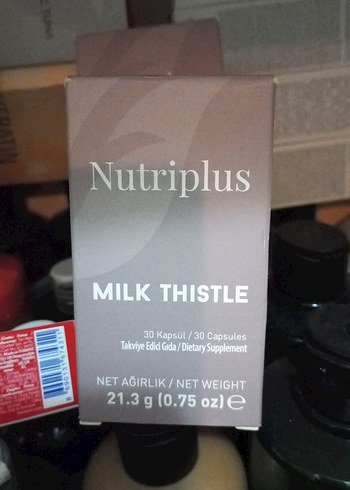 Nutriplus
MILK THISTLE
30 Kapsül / 30 Capsules
Takviye Edici Gıda / Dietary Supplement
NET AĞIRLIK / NET WEIGHT
21.3 g (0.75 oz) ℮